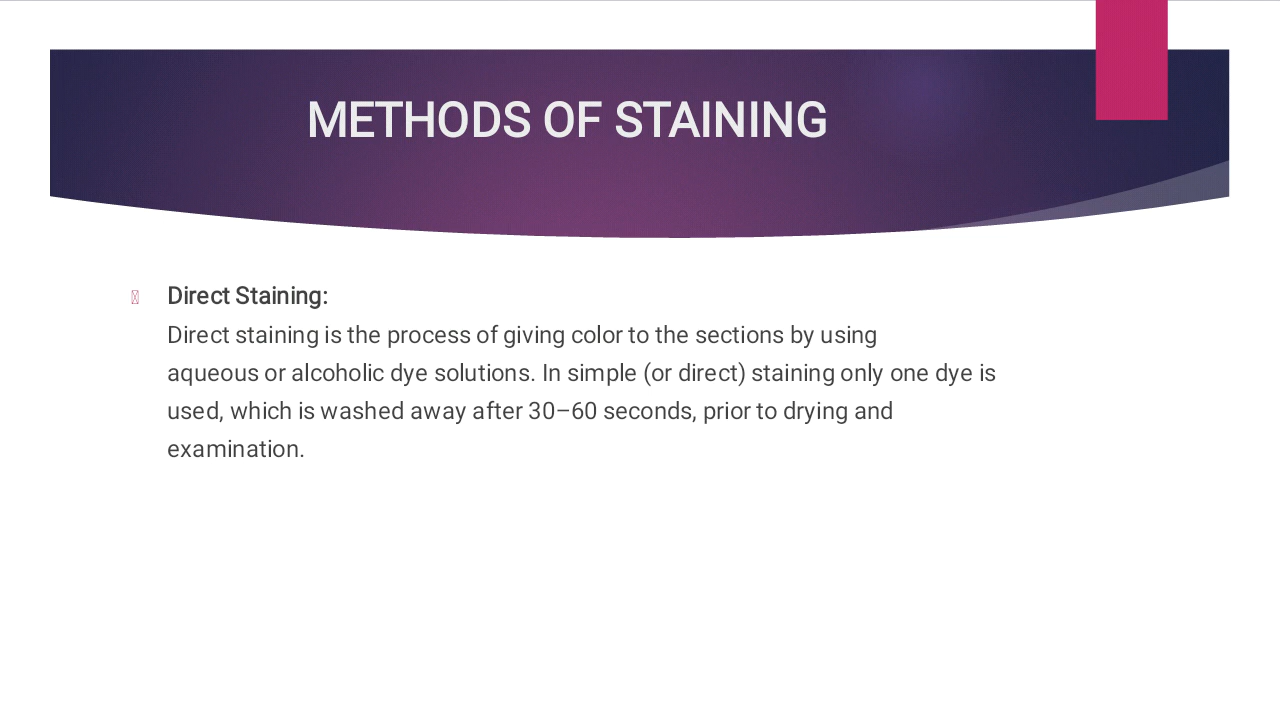 METHODS OF STAINING
Direct Staining:
Direct staining is the process of giving color to the sections by using
aqueous or alcoholic dye solutions. In simple (or direct) staining only one dye is
used, which is washed away after 30–60 seconds, prior to drying and
examination.